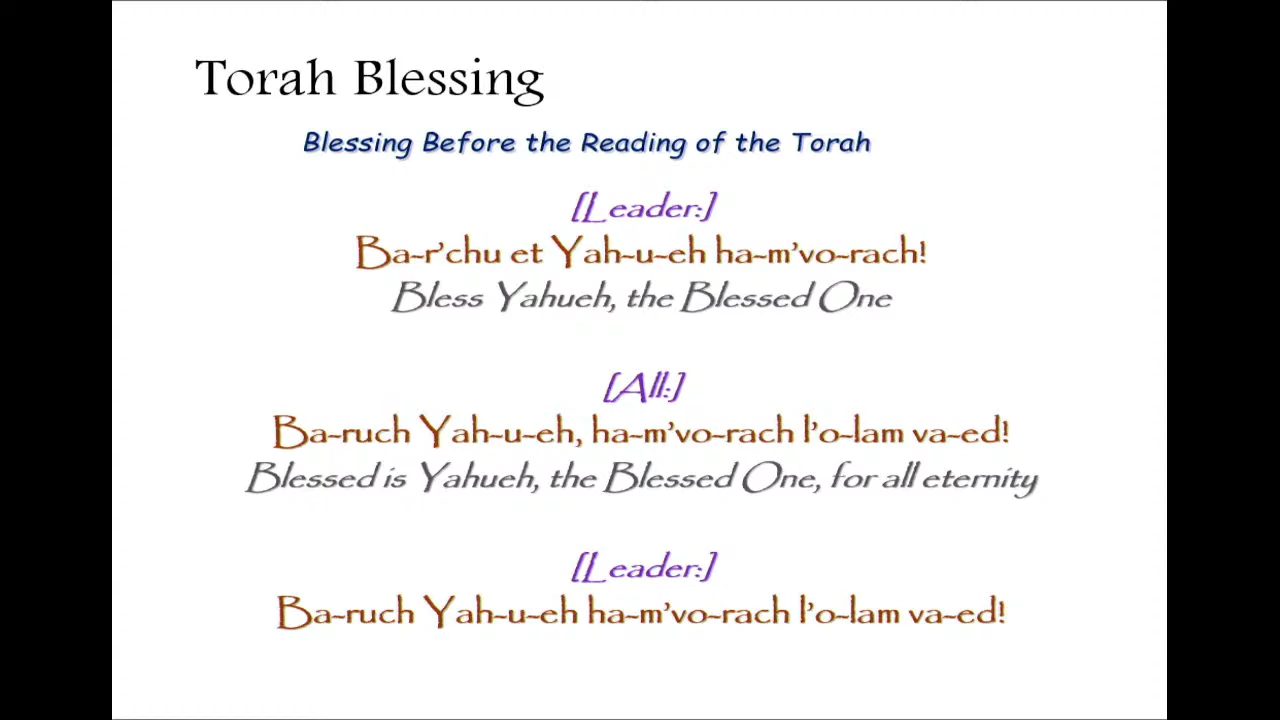 Torah Blessing
Blessing Before the Reading of the Torah
[Leader:]
Ba-r'chu et Yah-u-eh ha-m'vo-rach!
Bless Yahueh, the Blessed One
[All:]
Ba-ruch Yah-u-eh, ha-m'vo-rach l'o-lam va-ed!
Blessed is Yahueh, the Blessed One, for all eternity
[Leader:]
Ba-ruch Yah-u-eh ha-m'vo-rach l'o-lam va-ed!